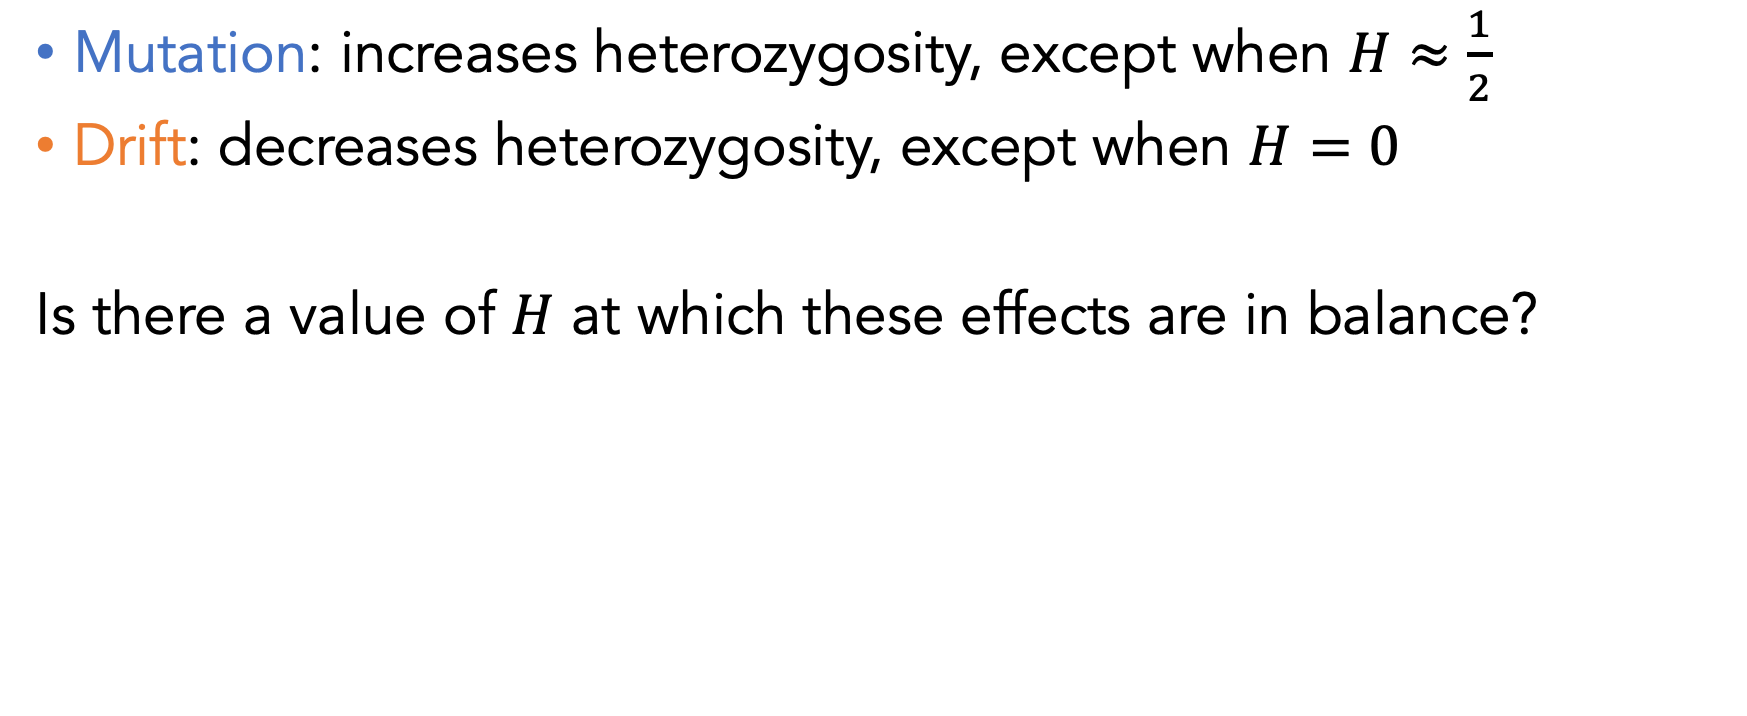 • Mutation: increases heterozygosity, except when H ≈ 1/2
• Drift: decreases heterozygosity, except when H = 0
Is there a value of H at which these effects are in balance?